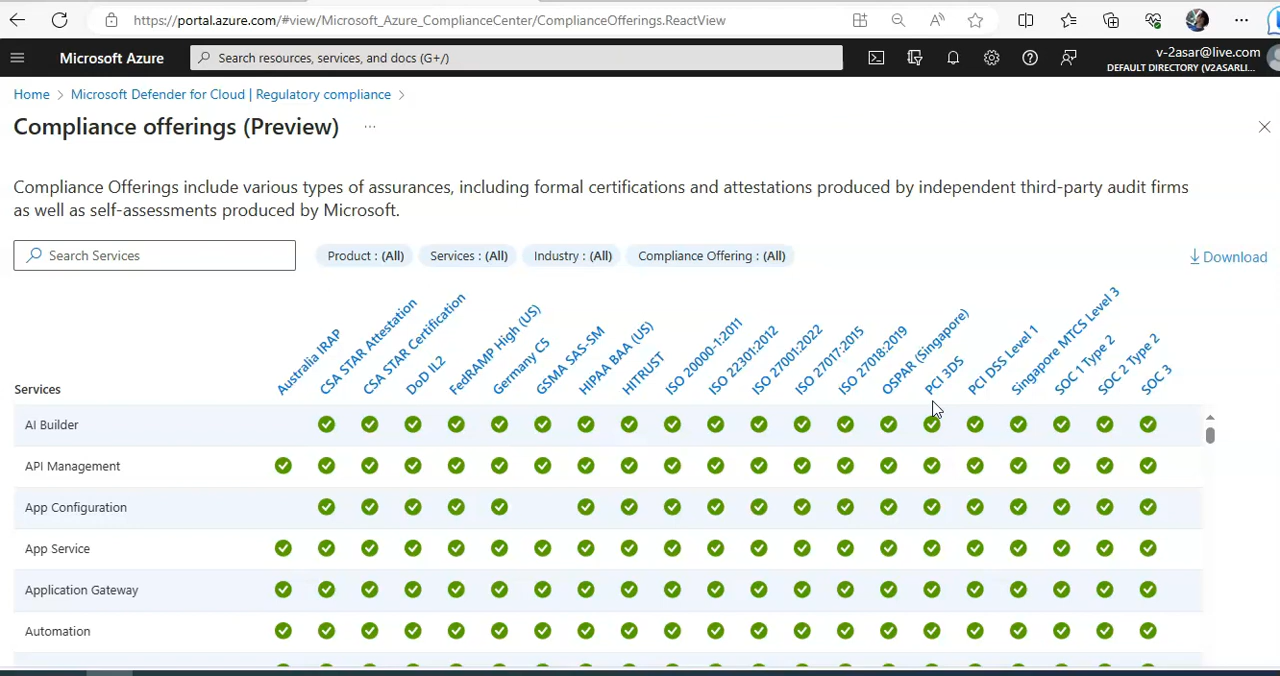 https://portal.azure.com/#view/Microsoft_Azure_ComplianceCenter/ComplianceOfferings.ReactView
Microsoft Azure
Search resources, services, and docs (G+/)
v-2asar@live.com
DEFAULT DIRECTORY (V2ASARLI...
Home > Microsoft Defender for Cloud | Regulatory compliance >
Compliance offerings (Preview) ...
Compliance Offerings include various types of assurances, including formal certifications and attestations produced by independent third-party audit firms
as well as self-assessments produced by Microsoft.
Search Services
Product : (All)
Services : (All)
Industry : (All)
Compliance Offering : (All)
Download
Services
Australia IRAP
CSA STAR Attestation
CSA STAR Certification
DoD IL2
FedRAMP High (US)
Germany C5
GSMA SAS-SM
HIPAA BAA (US)
HITRUST
ISO 20000-1:2011
ISO 22301:2012
ISO 27001:2022
ISO 27017:2015
ISO 27018:2019
OSPAR (Singapore)
PCI 3DS
PCI DSS Level 1
Singapore MTCS Level 3
SOC 1 Type 2
SOC 2 Type 2
SOC 3
AI Builder
API Management
App Configuration
App Service
Application Gateway
Automation